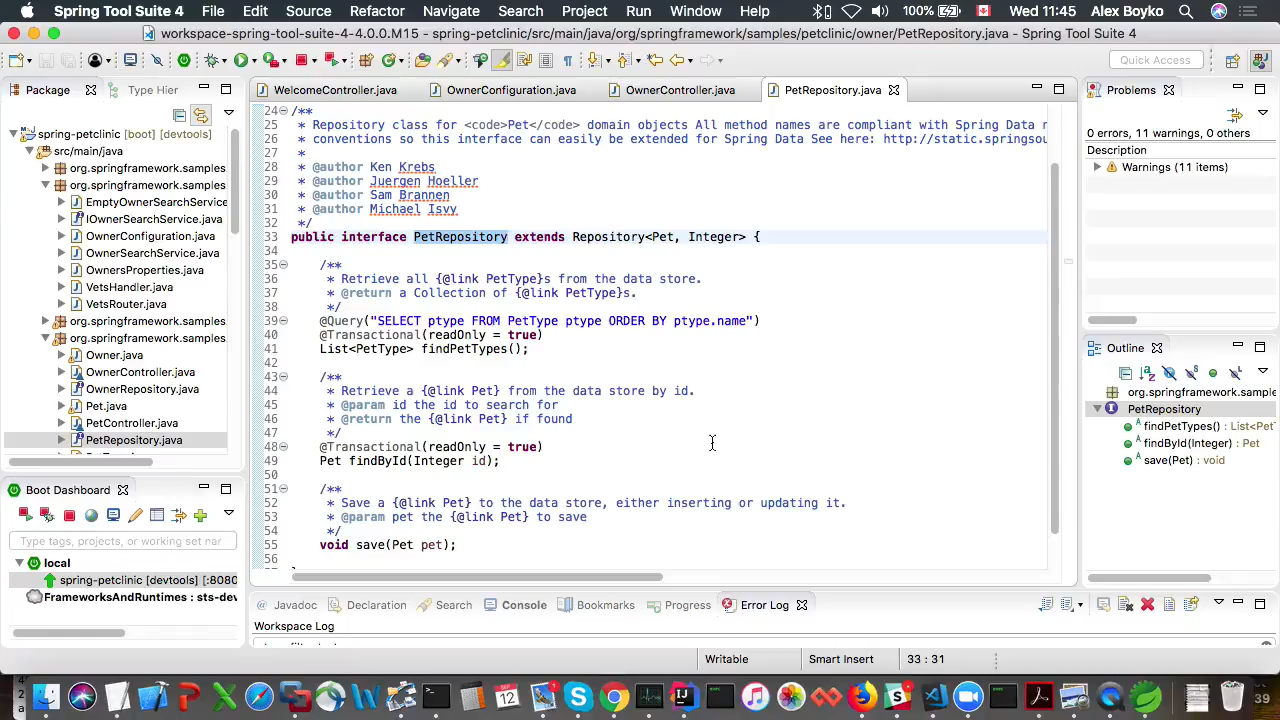 Spring Tool Suite 4 File Edit Source Refactor Navigate Search Project Run Window Help 100% Wed 11:45 Alex Boyko
workspace-spring-tool-suite-4-4.0.0.M15 - spring-petclinic/src/main/java/org/springframework/samples/petclinic/owner/PetRepository.java - Spring Tool Suite 4
Quick Access
Package Type Hier
WelcomeController.java OwnerConfiguration.java OwnerController.java PetRepository.java
Problems
spring-petclinic [boot] [devtools]
src/main/java
org.springframework.samples
org.springframework.samples
EmptyOwnerSearchService
IOwnerSearchService.java
OwnerConfiguration.java
OwnerSearchService.java
OwnersProperties.java
VetsHandler.java
VetsRouter.java
org.springframework.samples
org.springframework.samples
Owner.java
OwnerController.java
OwnerRepository.java
Pet.java
PetController.java
PetRepository.java
Boot Dashboard
Type tags, projects, or working set nar
local
spring-petclinic [devtools] [:8080
FrameworksAndRuntimes : sts-dev
24 /**
25 * Repository class for <code>Pet</code> domain objects All method names are compliant with Spring Data n
26 * conventions so this interface can easily be extended for Spring Data See here: http://static.springsou
27 *
28 * @author Ken Krebs
29 * @author Juergen Hoeller
30 * @author Sam Brannen
31 * @author Michael Isvy
32 */
33 public interface PetRepository extends Repository<Pet, Integer> {
34
35 /**
36 * Retrieve all {@link PetType}s from the data store.
37 * @return a Collection of {@link PetType}s.
38 */
39 @Query("SELECT ptype FROM PetType ptype ORDER BY ptype.name")
40 @Transactional(readOnly = true)
41 List<PetType> findPetTypes();
42
43 /**
44 * Retrieve a {@link Pet} from the data store by id.
45 * @param id the id to search for
46 * @return the {@link Pet} if found
47 */
48 @Transactional(readOnly = true)
49 Pet findById(Integer id);
50
51 /**
52 * Save a {@link Pet} to the data store, either inserting or updating it.
53 * @param pet the {@link Pet} to save
54 */
55 void save(Pet pet);
56
0 errors, 11 warnings, 0 others
Description
Warnings (11 items)
Outline
org.springframework.samples
PetRepository
findPetTypes() : List<PetT
findById(Integer) : Pet
save(Pet) : void
Javadoc Declaration Search Console Bookmarks Progress Error Log
Workspace Log
Writable Smart Insert 33 : 31
SEP
12